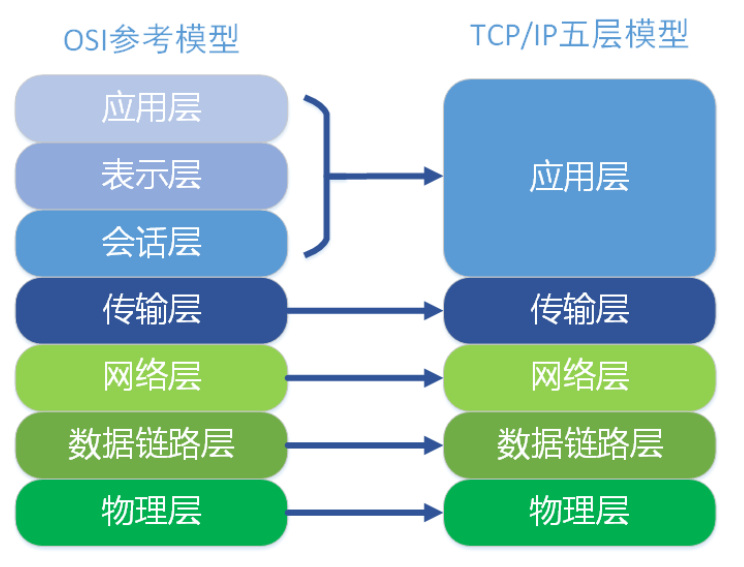 OSI参考模型
TCP/IP五层模型
应用层
表示层
会话层
传输层
网络层
数据链路层
物理层
应用层
传输层
网络层
数据链路层
物理层